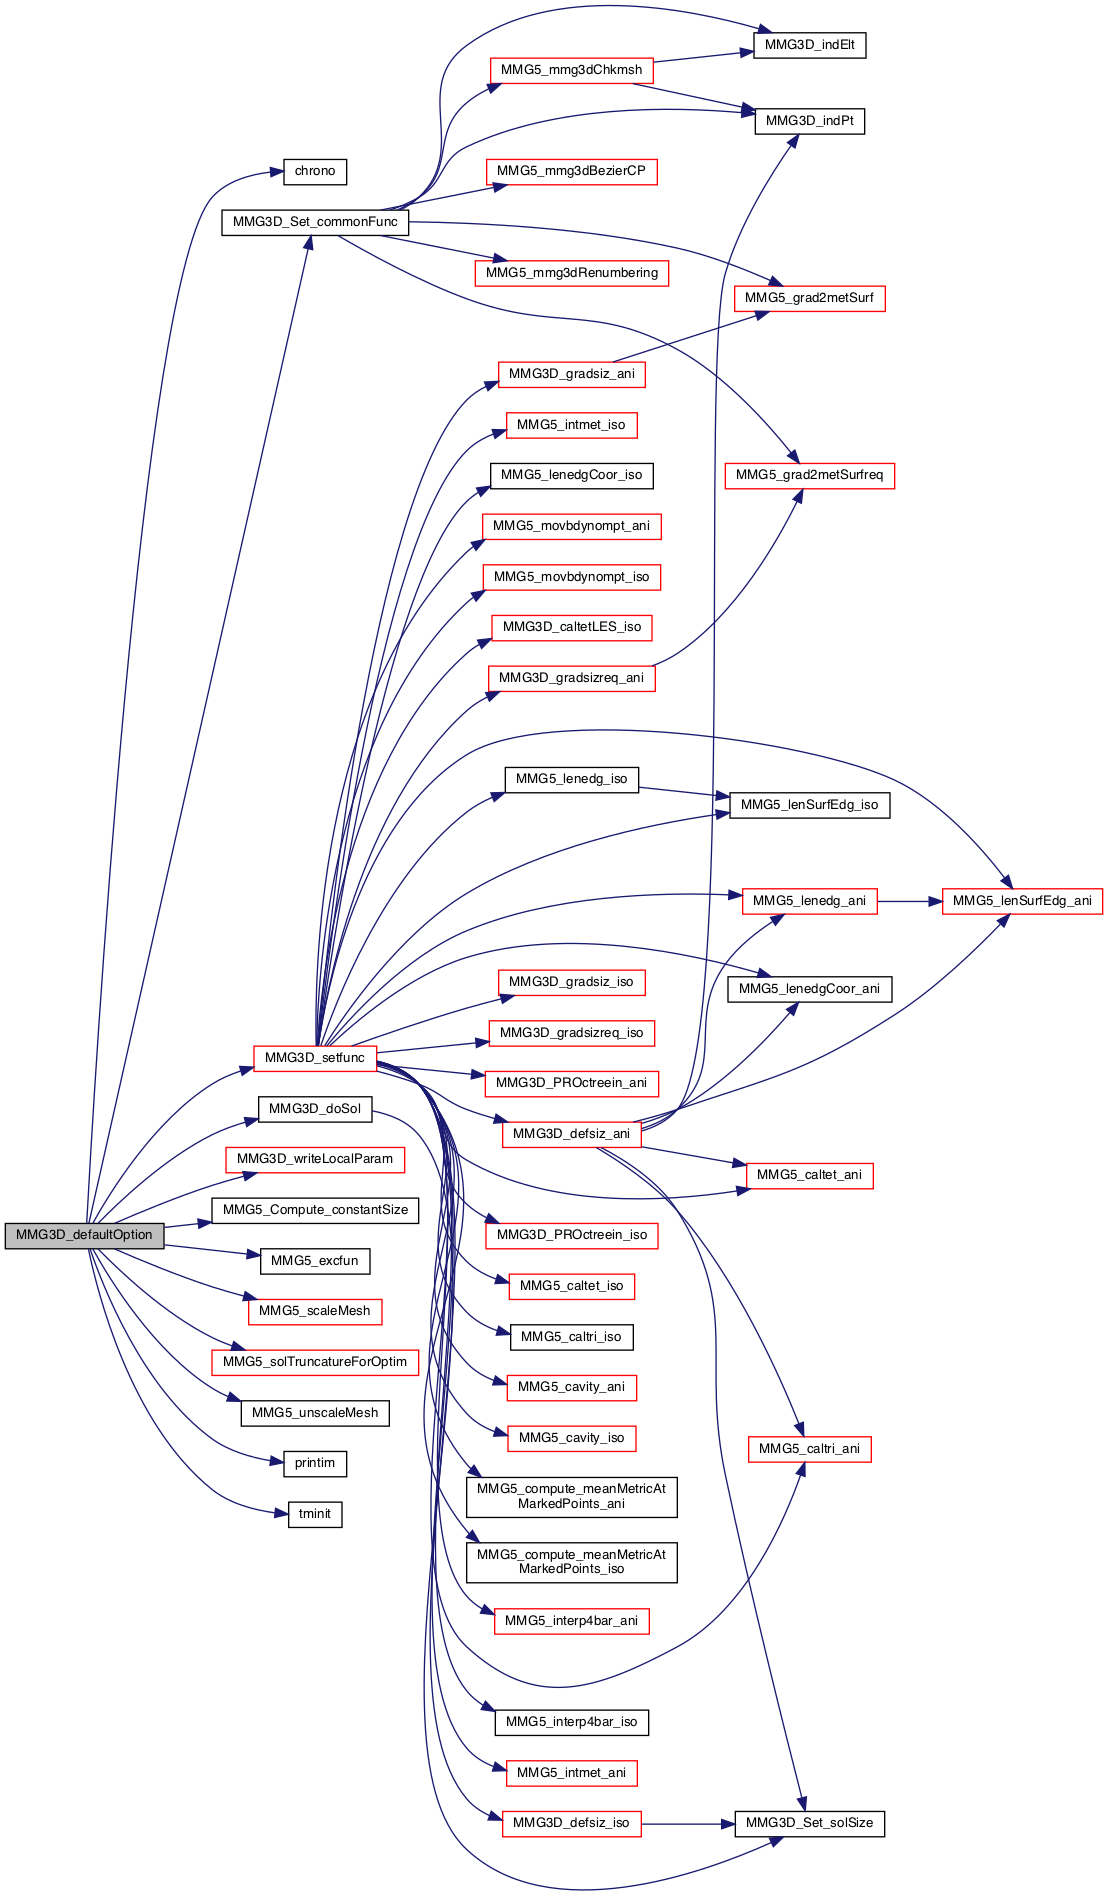 MMG3D_indElt
MMG5_mmg3dChkmsh
MMG3D_indPt
chrono
MMG5_mmg3dBezierCP
MMG3D_Set_commonFunc
MMG5_mmg3dRenumbering
MMG5_grad2metSurf
MMG3D_gradsiz_ani
MMG5_intmet_iso
MMG5_lenedgCoor_iso
MMG5_grad2metSurfreq
MMG5_movbdynompt_ani
MMG5_movbdynompt_iso
MMG3D_caltetLES_iso
MMG3D_gradsizreq_ani
MMG5_lenedg_iso
MMG5_lenSurfEdg_iso
MMG5_lenedg_ani
MMG5_lenSurfEdg_ani
MMG3D_gradsiz_iso
MMG5_lenedgCoor_ani
MMG3D_gradsizreq_iso
MMG3D_setfunc
MMG3D_PROctreein_ani
MMG3D_doSol
MMG3D_defsiz_ani
MMG3D_writeLocalParam
MMG5_caltet_ani
MMG5_Compute_constantSize
MMG3D_defaultOption
MMG3D_PROctreein_iso
MMG5_excfun
MMG5_caltet_iso
MMG5_scaleMesh
MMG5_caltri_iso
MMG5_solTruncatureForOptim
MMG5_cavity_ani
MMG5_unscaleMesh
MMG5_cavity_iso
MMG5_caltri_ani
printim
MMG5_compute_meanMetricAt
MarkedPoints_ani
tminit
MMG5_compute_meanMetricAt
MarkedPoints_iso
MMG5_interp4bar_ani
MMG5_interp4bar_iso
MMG5_intmet_ani
MMG3D_defsiz_iso
MMG3D_Set_solSize